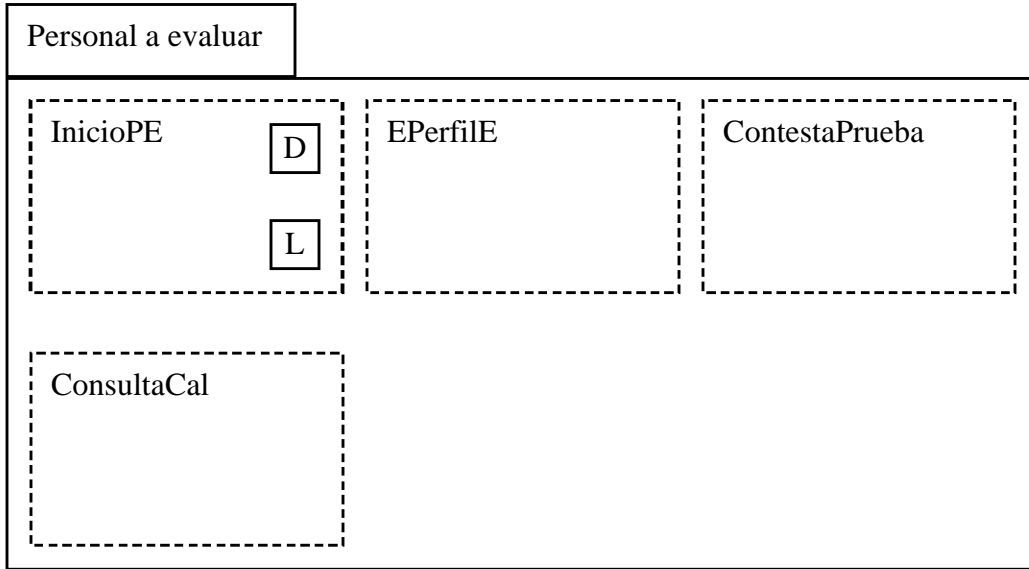 Personal a evaluar
InicioPE
D
L
EPerfilE
ContestaPrueba
ConsultaCal